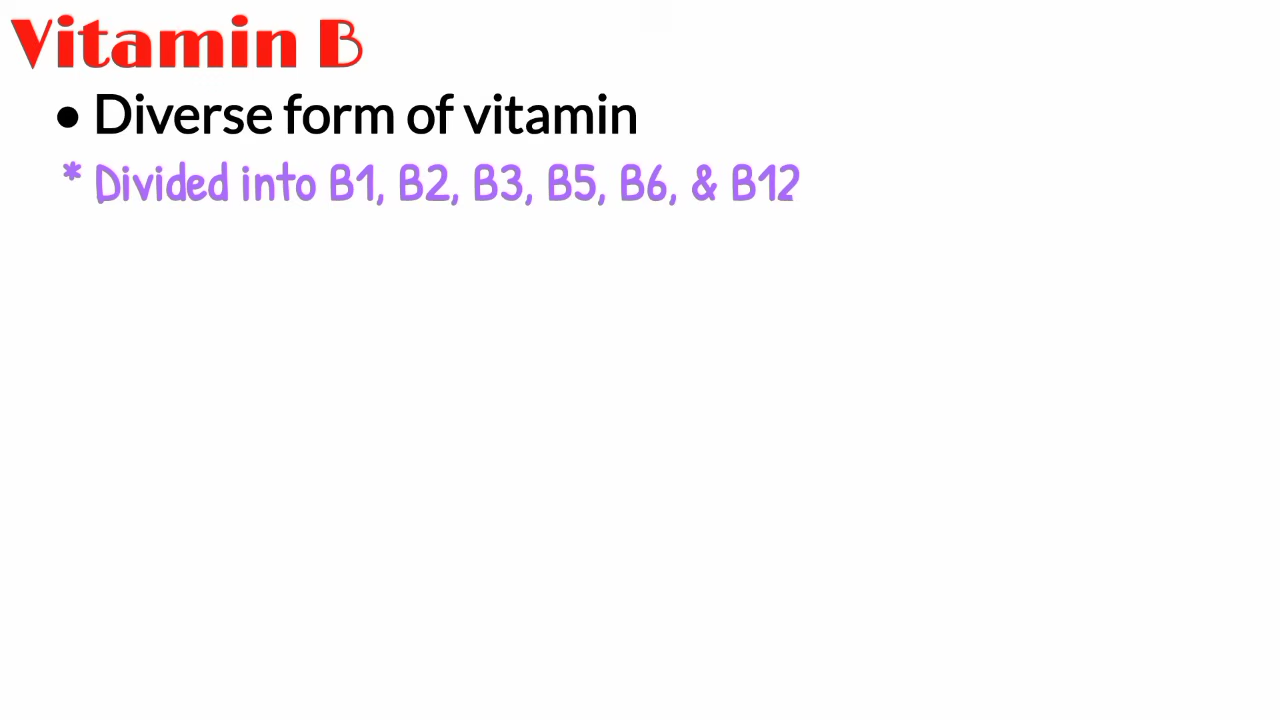 Vitamin B
• Diverse form of vitamin
* Divided into B1, B2, B3, B5, B6, & B12